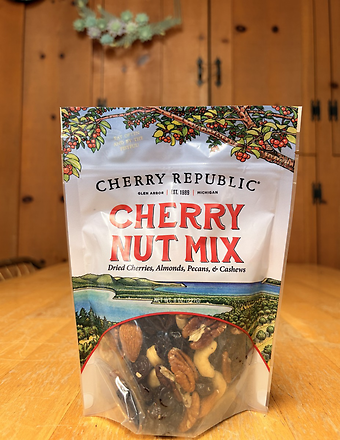 CHERRY REPUBLIC®
GLEN ARBOR | EST. 1989 | MICHIGAN
CHERRY
NUT MIX
Dried Cherries, Almonds, Pecans, & Cashews